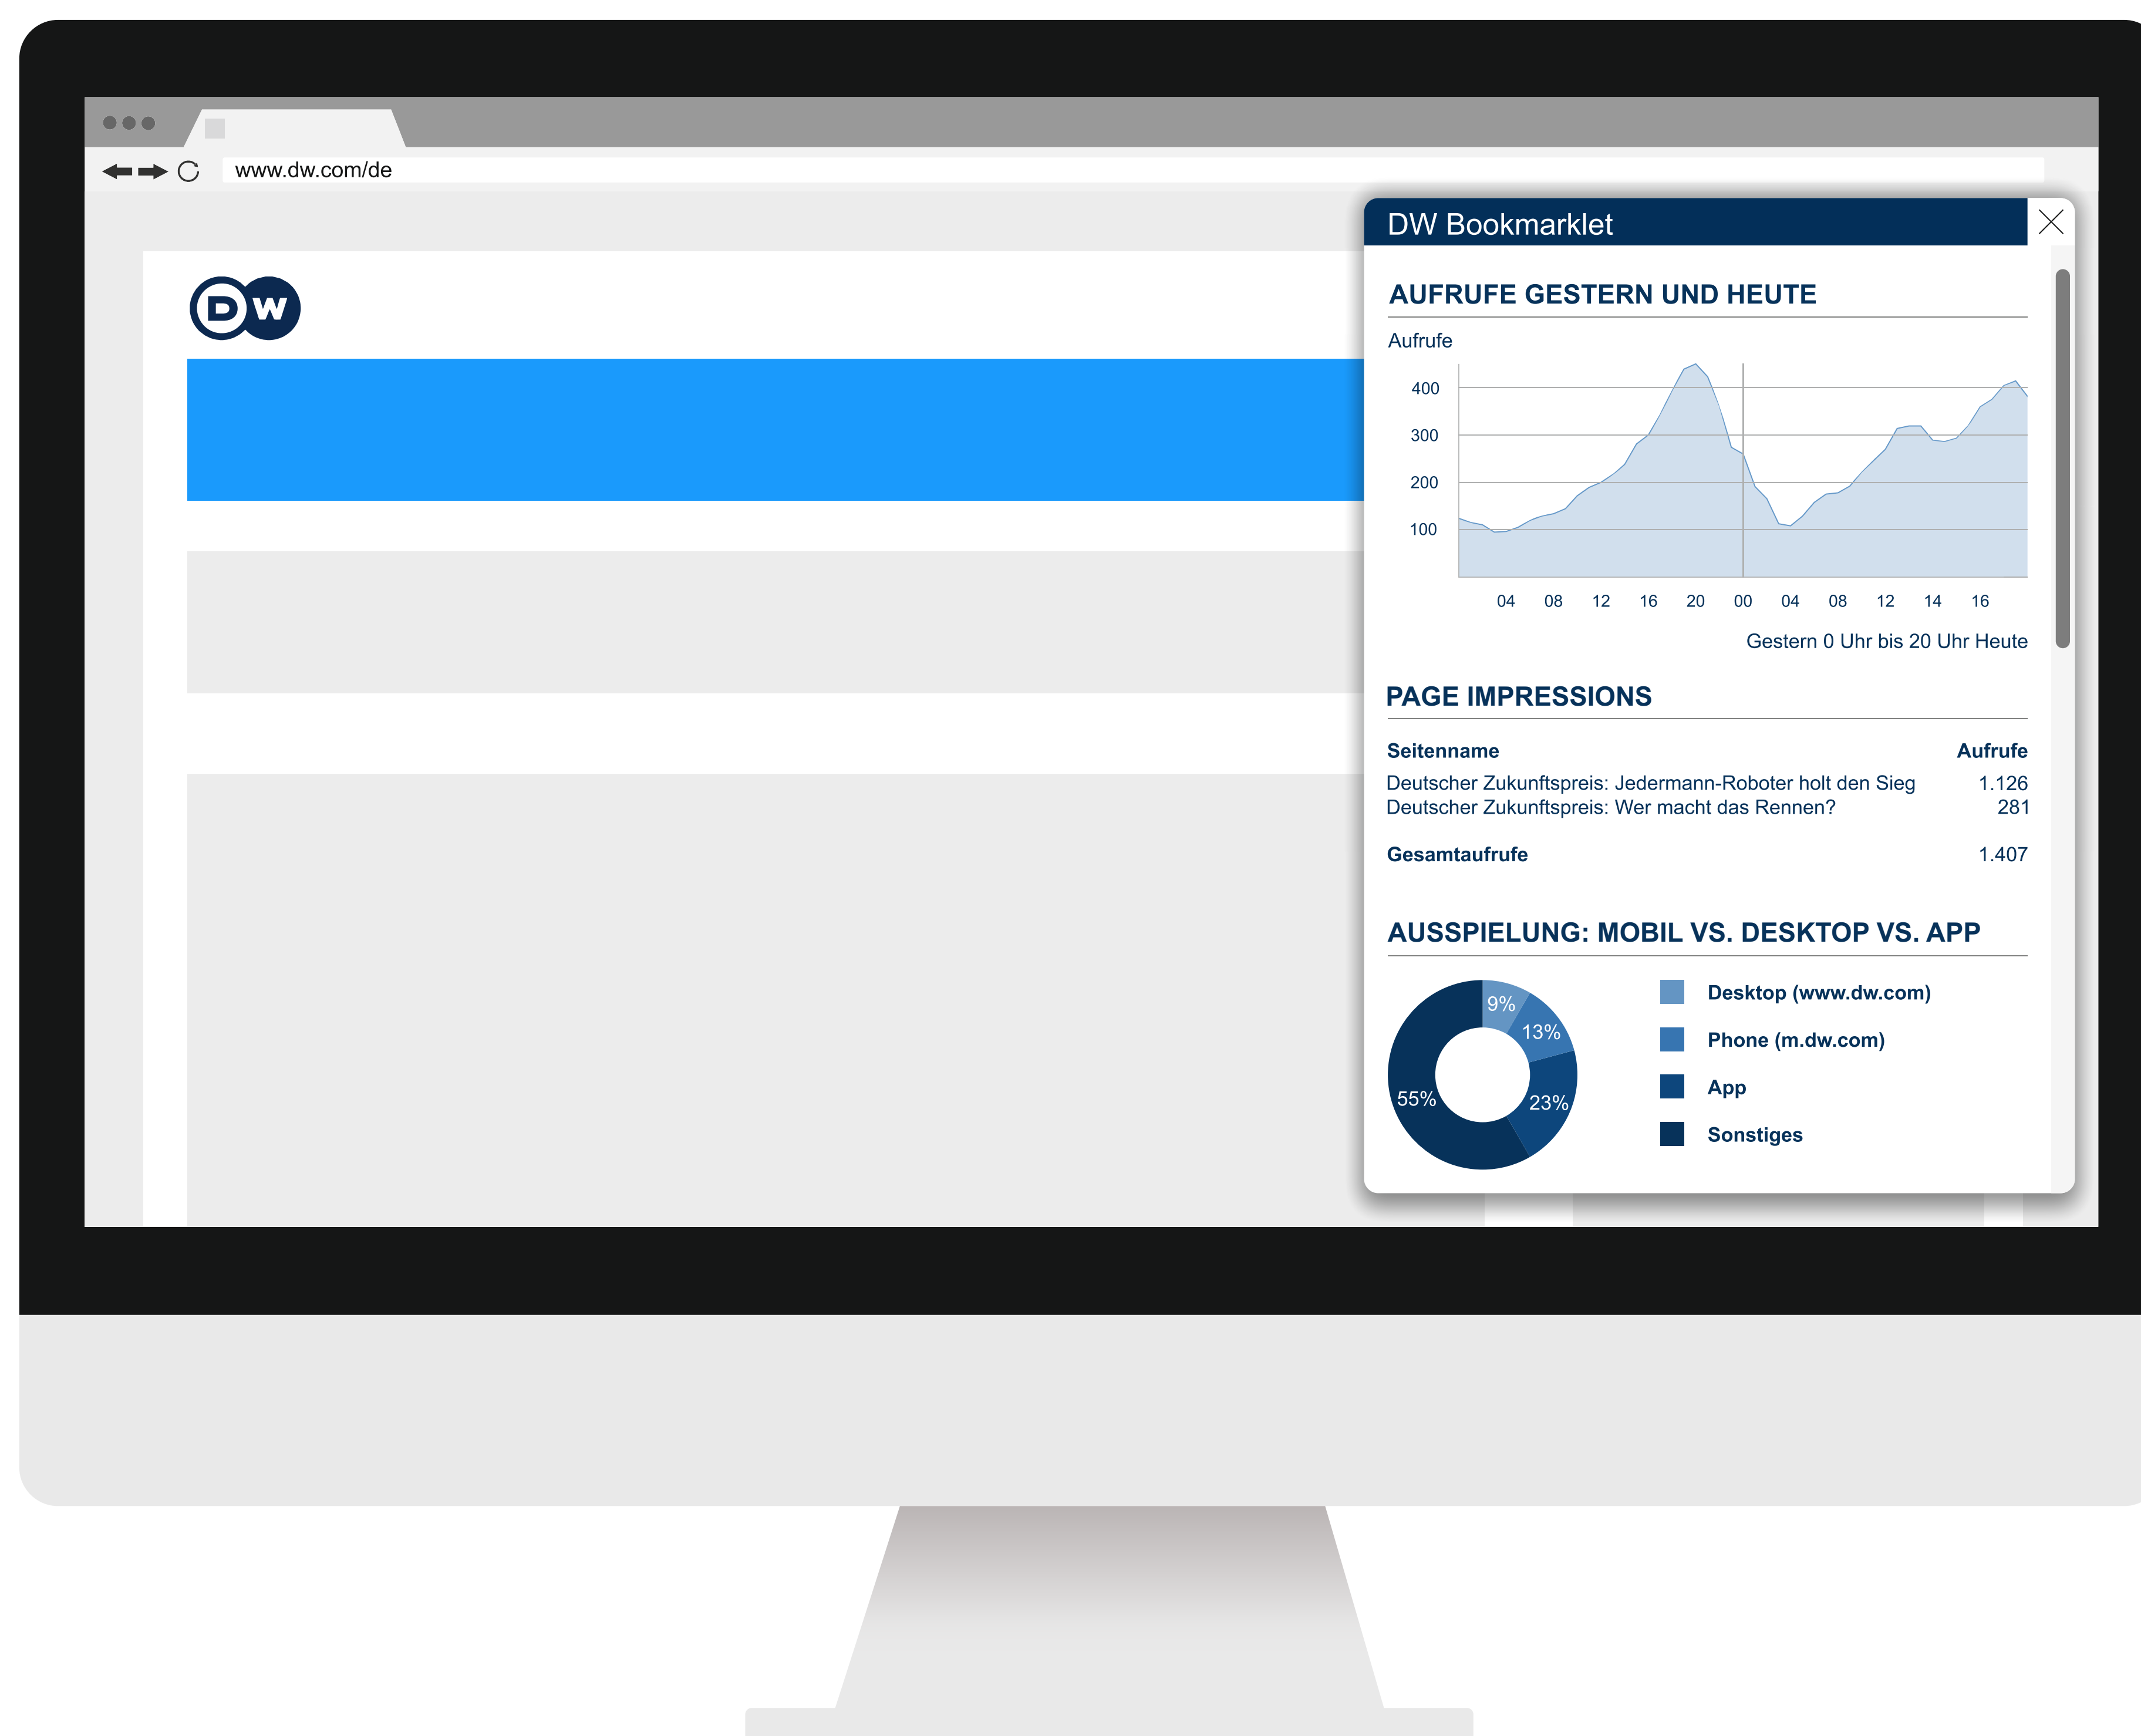 www.dw.com/de
DW
DW Bookmarklet
AUFRUFE GESTERN UND HEUTE
Aufrufe
400
300
200
100
04 08 12 16 20 00 04 08 12 14 16
Gestern 0 Uhr bis 20 Uhr Heute
PAGE IMPRESSIONS
Seitenname Aufrufe
Deutscher Zukunftspreis: Jedermann-Roboter holt den Sieg 1.126
Deutscher Zukunftspreis: Wer macht das Rennen? 281
Gesamtaufrufe 1.407
AUSSPIELUNG: MOBIL VS. DESKTOP VS. APP
9%
13%
23%
55%
Desktop (www.dw.com)
Phone (m.dw.com)
App
Sonstiges